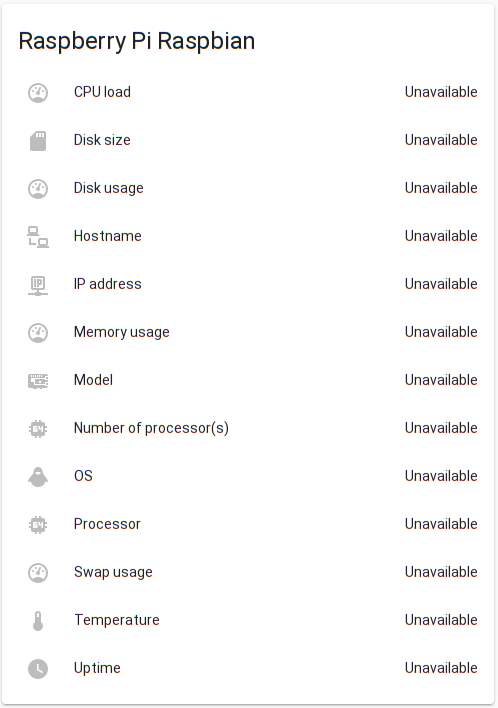 Raspberry Pi Raspbian
CPU load Unavailable
Disk size Unavailable
Disk usage Unavailable
Hostname Unavailable
IP address Unavailable
Memory usage Unavailable
Model Unavailable
Number of processor(s) Unavailable
OS Unavailable
Processor Unavailable
Swap usage Unavailable
Temperature Unavailable
Uptime Unavailable